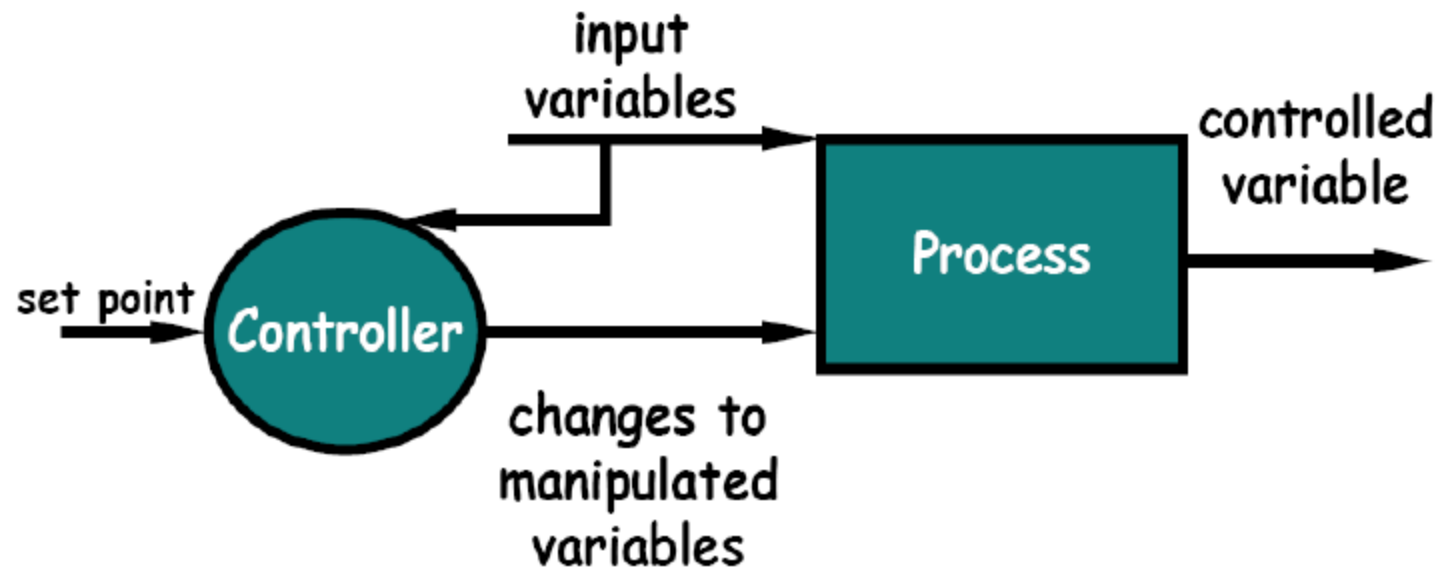 input
variables
controlled
variable
Process
set point
Controller
changes to
manipulated
variables